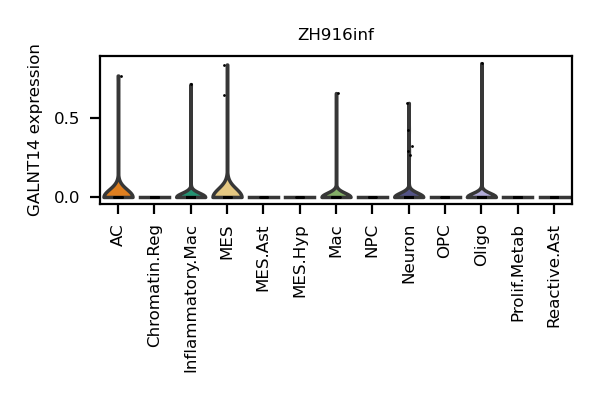 ZH916inf
GALNT14 expression
0.5
0.0
AC
Chromatin.Reg
Inflammatory.Mac
MES
MES.Ast
MES.Hyp
Mac
NPC
Neuron
OPC
Oligo
Prolif.Metab
Reactive.Ast